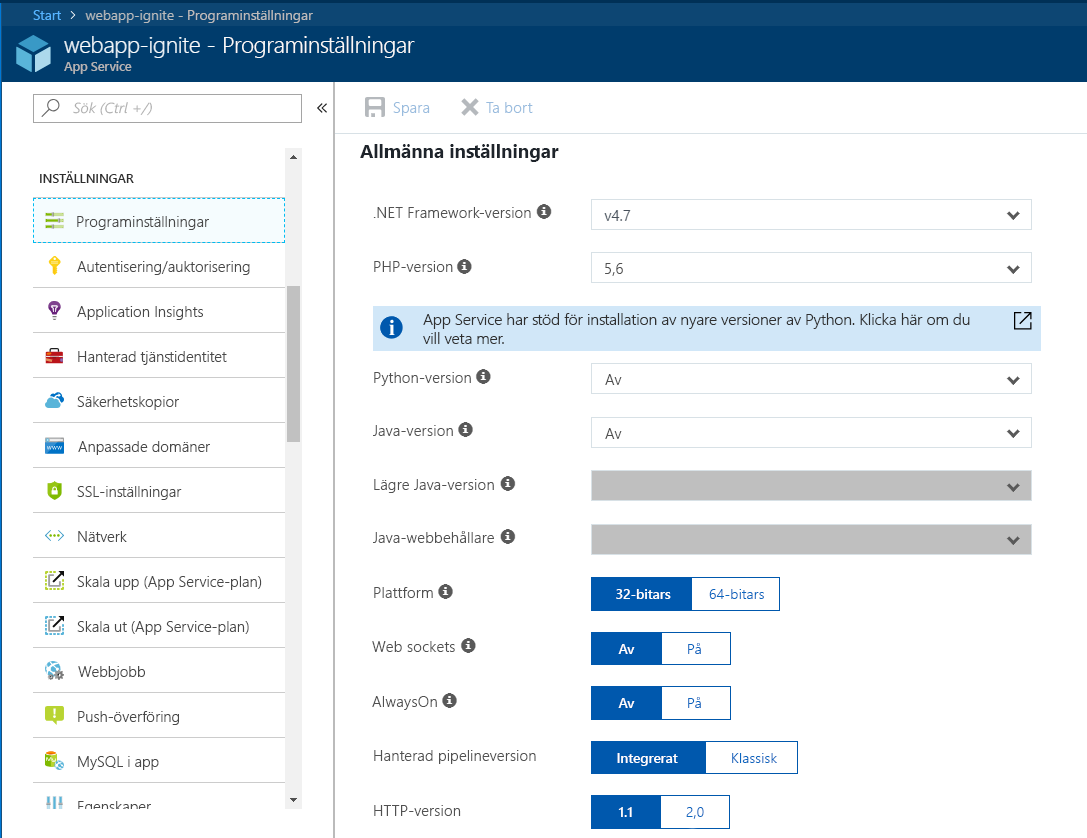 Start > webapp-ignite - Programinställningar
webapp-ignite - Programinställningar
App Service
Sök (Ctrl +/)
«
INSTÄLLNINGAR
Programinställningar
Autentisering/auktorisering
Application Insights
Hanterad tjänstidentitet
Säkerhetskopior
www
Anpassade domäner
SSL-inställningar
Nätverk
Skala upp (App Service-plan)
Skala ut (App Service-plan)
Webbjobb
Push-överföring
MySQL i app
Egenskaper
Spara
Ta bort
Allmänna inställningar
.NET Framework-version
v4.7
PHP-version
5,6
App Service har stöd för installation av nyare versioner av Python. Klicka här om du
vill veta mer.
Python-version
Av
Java-version
Av
Lägre Java-version
Java-webbehållare
Plattform
32-bitars 64-bitars
Web sockets
Av På
AlwaysOn
Av På
Hanterad pipelineversion
Integrerat Klassisk
HTTP-version
1.1 2,0